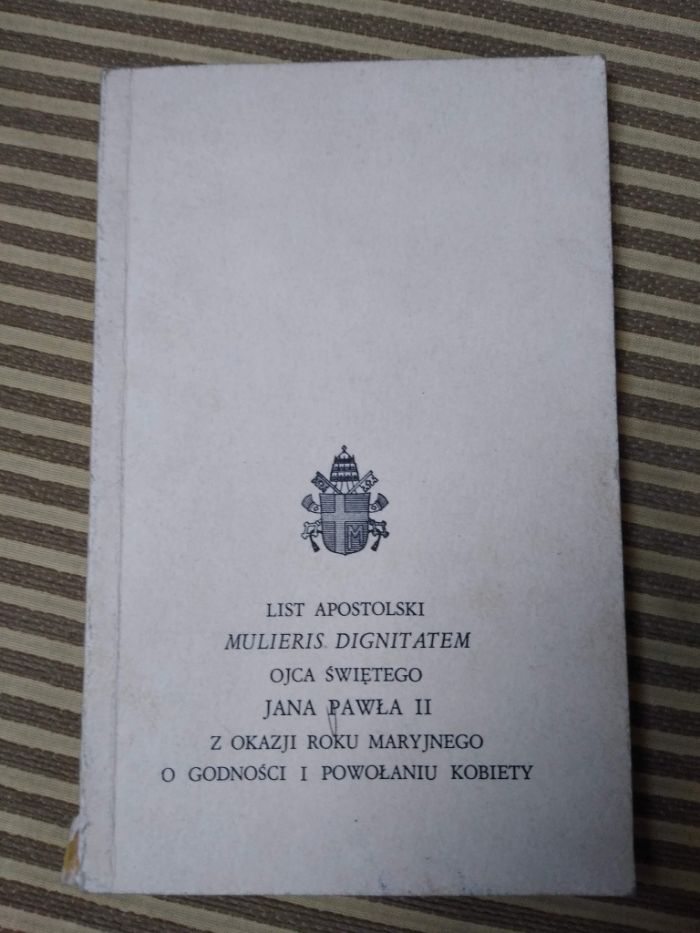 LIST APOSTOLSKI
MULIERIS DIGNITATEM
OJCA ŚWIĘTEGO
JANA PAWŁA II
Z OKAZJI ROKU MARYJNEGO
O GODNOŚCI I POWOŁANIU KOBIETY